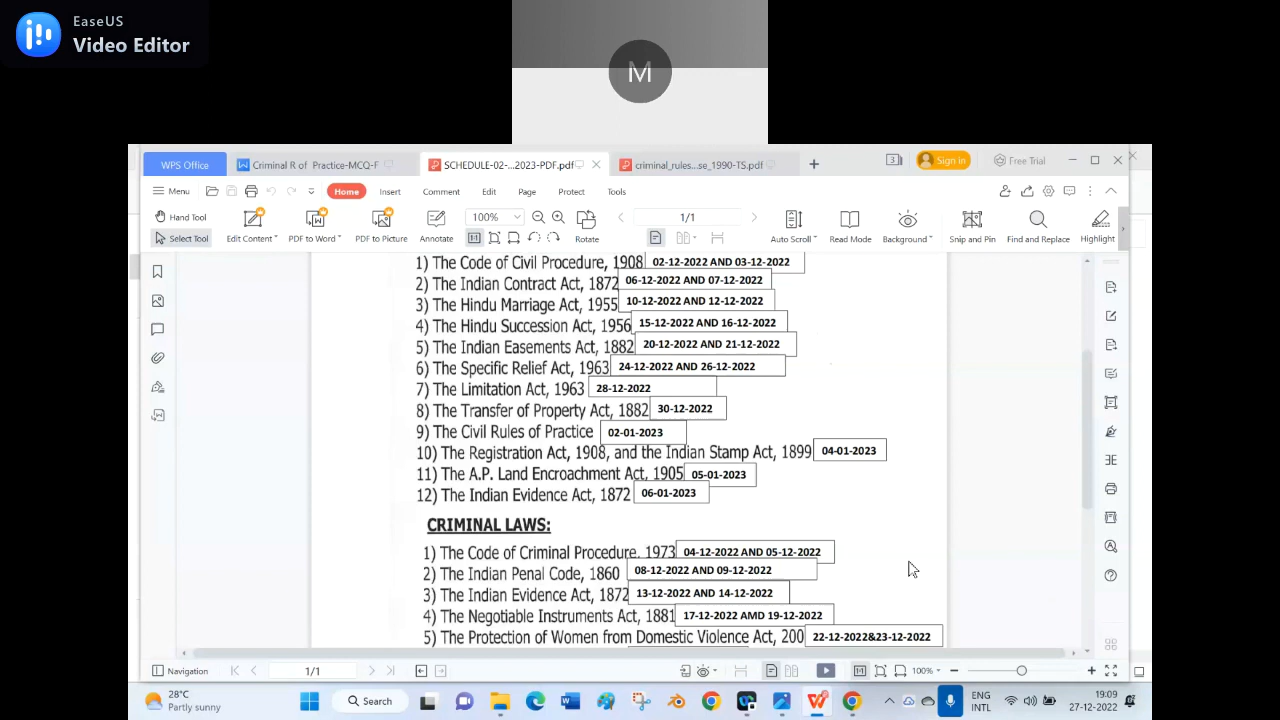 EaseUS
Video Editor
M
WPS Office
Criminal R of Practice-MCQ-F
SCHEDULE-02-...2023-PDF.pdf
criminal_rules...se_1990-TS.pdf
3
Sign in
Free Trial
Menu
Home
Insert
Comment
Edit
Page
Protect
Tools
Hand Tool
Select Tool
Edit Content
PDF to Word
PDF to Picture
Annotate
100%
Rotate
1/1
Auto Scroll
Read Mode
Background
Snip and Pin
Find and Replace
Highlight
1) The Code of Civil Procedure, 1908 02-12-2022 AND 03-12-2022
2) The Indian Contract Act, 1872 06-12-2022 AND 07-12-2022
3) The Hindu Marriage Act, 1955 10-12-2022 AND 12-12-2022
4) The Hindu Succession Act, 1956 15-12-2022 AND 16-12-2022
5) The Indian Easements Act, 1882 20-12-2022 AND 21-12-2022
6) The Specific Relief Act, 1963 24-12-2022 AND 26-12-2022
7) The Limitation Act, 1963 28-12-2022
8) The Transfer of Property Act, 1882 30-12-2022
9) The Civil Rules of Practice 02-01-2023
10) The Registration Act, 1908, and the Indian Stamp Act, 1899 04-01-2023
11) The A.P. Land Encroachment Act, 1905 05-01-2023
12) The Indian Evidence Act, 1872 06-01-2023
CRIMINAL LAWS:
1) The Code of Criminal Procedure, 1973 04-12-2022 AND 05-12-2022
2) The Indian Penal Code, 1860 08-12-2022 AND 09-12-2022
3) The Indian Evidence Act, 1872 13-12-2022 AND 14-12-2022
4) The Negotiable Instruments Act, 1881 17-12-2022 AMD 19-12-2022
5) The Protection of Women from Domestic Violence Act, 200 22-12-2022&23-12-2022
Navigation
1/1
100%
28°C
Partly sunny
Search
ENG
INTL
19:09
27-12-2022